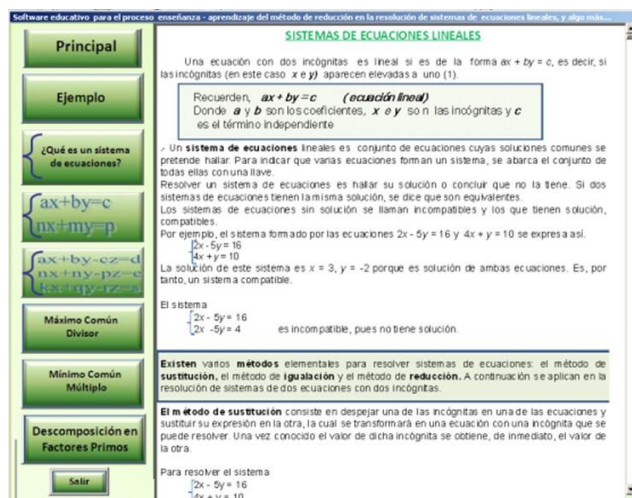 Software educativo para el proceso enseñanza - aprendizaje del método de reducción en la resolución de sistemas de ecuaciones lineales, y algo más...
Principal
Ejemplo
¿Qué es un sistema
de ecuaciones?
ax+by=c
nx+my=p
ax+by-cz=d
nx+ny-pz=e
Máximo Común
Divisor
Mínimo Común
Múltiplo
Descomposición en
Factores Primos
Salir
SISTEMAS DE ECUACIONES LINEALES
Una ecuación con dos incógnitas es lineal si es de la forma ax + by = c, es decir, si
las incógnitas (en este caso x e y) aparecen elevadas a uno (1).
Recuerden, ax + by = c (ecuación lineal)
Donde a y b son los coeficientes, x e y son las incógnitas y c
es el término independiente
Un sistema de ecuaciones lineales es conjunto de ecuaciones cuyas soluciones comunes se
pretende hallar. Para indicar que varias ecuaciones forman un sistema, se abarca el conjunto de
todas ellas con una llave.
Resolver un sistema de ecuaciones es hallar su solución o concluir que no la tiene. Si dos
sistemas de ecuaciones tienen la misma solución, se dice que son equivalentes.
Los sistemas de ecuaciones sin solución se llaman incompatibles y los que tienen solución,
compatibles.
Por ejemplo, el sistema formado por las ecuaciones 2x - 5y = 16 y 4x + y = 10 se expresa así.
2x - 5y = 16
4x + y = 10
La solución de este sistema es x = 3, y = -2 porque es solución de ambas ecuaciones. Es, por
tanto, un sistema compatible.
El sistema
2x - 5y = 16
2x - 5y = 4 es incompatible, pues no tiene solución.
Existen varios métodos elementales para resolver sistemas de ecuaciones: el método de
sustitución, el método de igualación y el método de reducción. A continuación se aplican en la
resolución de sistemas de dos ecuaciones con dos incógnitas.
El método de sustitución consiste en despejar una de las incógnitas en una de las ecuaciones y
sustituir su expresión en la otra, la cual se transformará en una ecuación con una incógnita que se
puede resolver. Una vez conocido el valor de dicha incógnita se obtiene, de inmediato, el valor de
la otra.
Para resolver el sistema
2x - 5y = 16
4x + y = 10